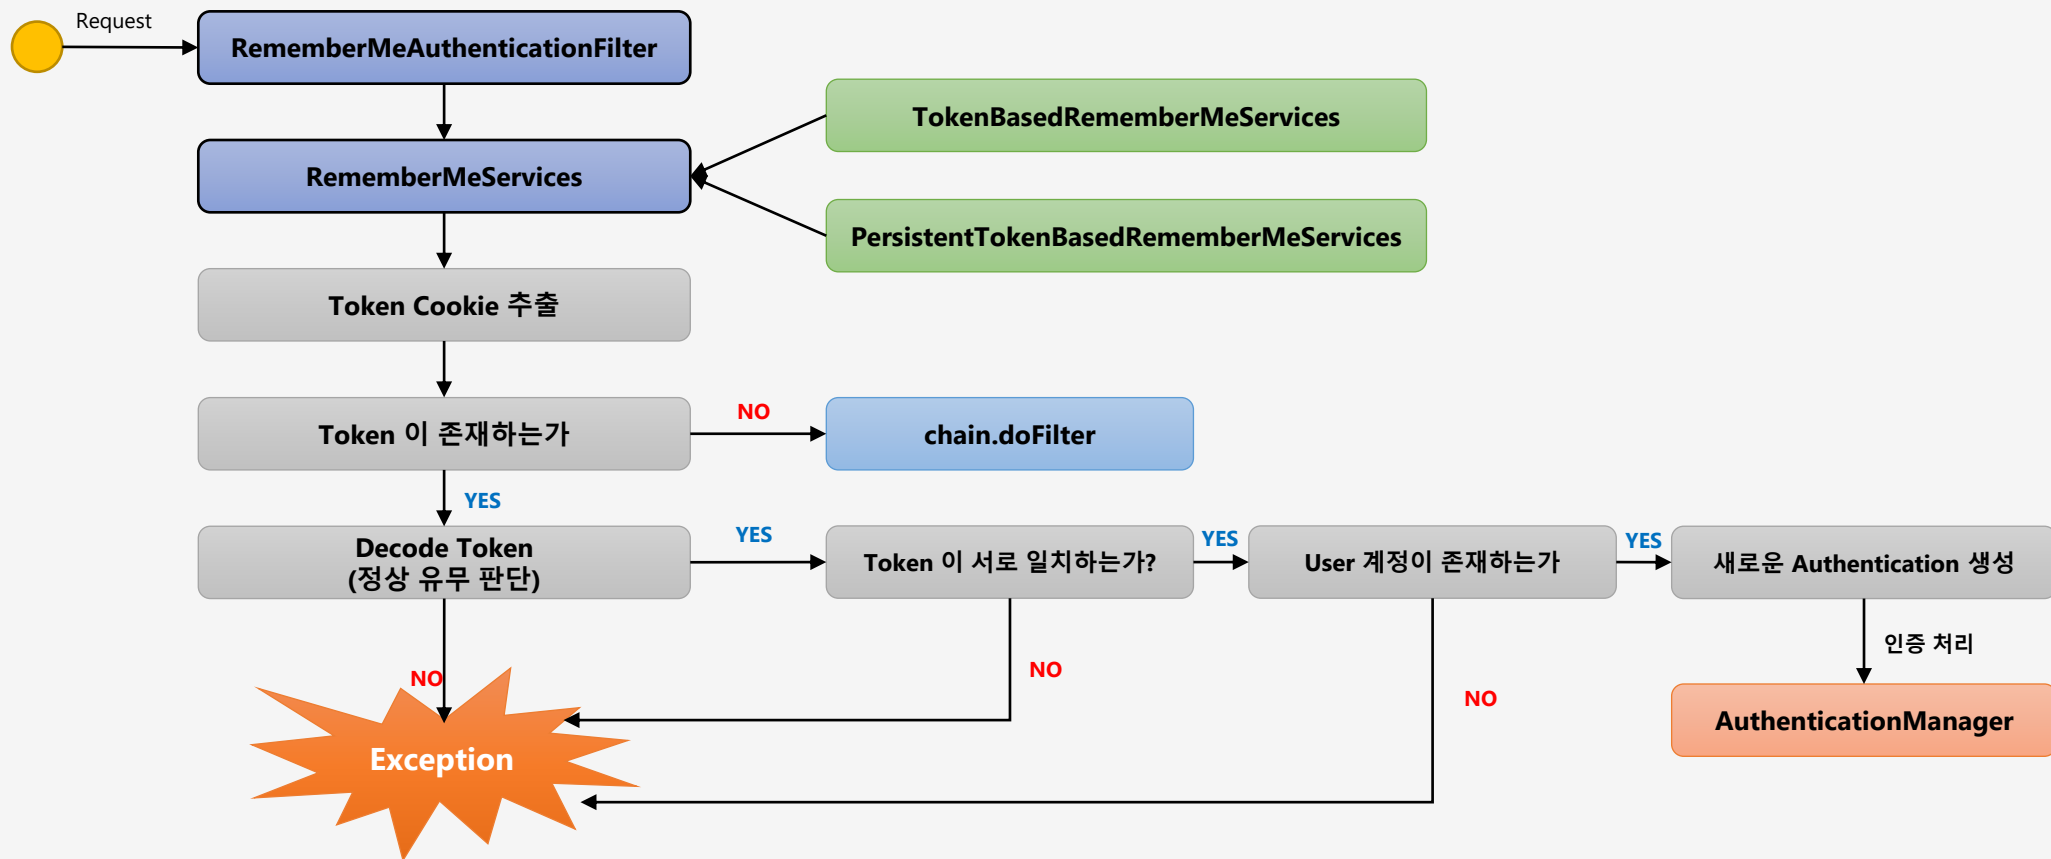 Request
RememberMeAuthenticationFilter
TokenBasedRememberMeServices
RememberMeServices
PersistentTokenBasedRememberMeServices
Token Cookie 추출
Token 이 존재하는가
NO
chain.doFilter
YES
Decode Token
(정상 유무 판단)
YES
Token 이 서로 일치하는가?
YES
User 계정이 존재하는가
YES
새로운 Authentication 생성
인증 처리
NO
NO
NO
Exception
AuthenticationManager